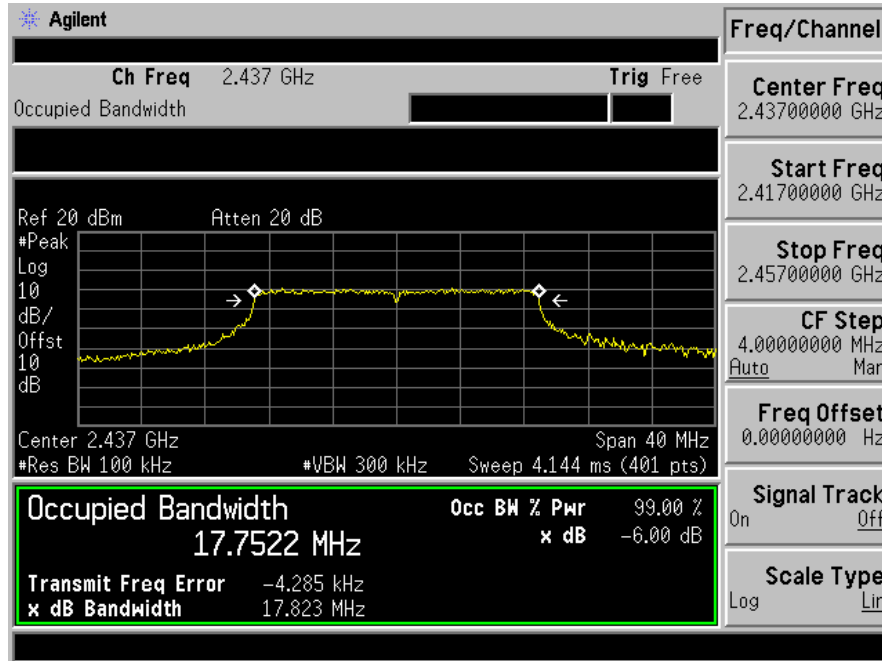 Agilent
Freq/Channel
Ch Freq 2.437 GHz Trig Free
Occupied Bandwidth
Center Freq
2.43700000 GHz
Start Freq
2.41700000 GHz
Stop Freq
2.45700000 GHz
CF Step
4.00000000 MHz
Auto Man
Freq Offset
0.00000000 Hz
Signal Track
On Off
Scale Type
Log Lin
Ref 20 dBm Atten 20 dB
#Peak
Log
10
dB/
Offst
10
dB
Center 2.437 GHz Span 40 MHz
#Res BW 100 kHz #VBW 300 kHz Sweep 4.144 ms (401 pts)
Occupied Bandwidth
17.7522 MHz
Occ BW % Pwr 99.00 %
x dB -6.00 dB
Transmit Freq Error -4.285 kHz
x dB Bandwidth 17.823 MHz